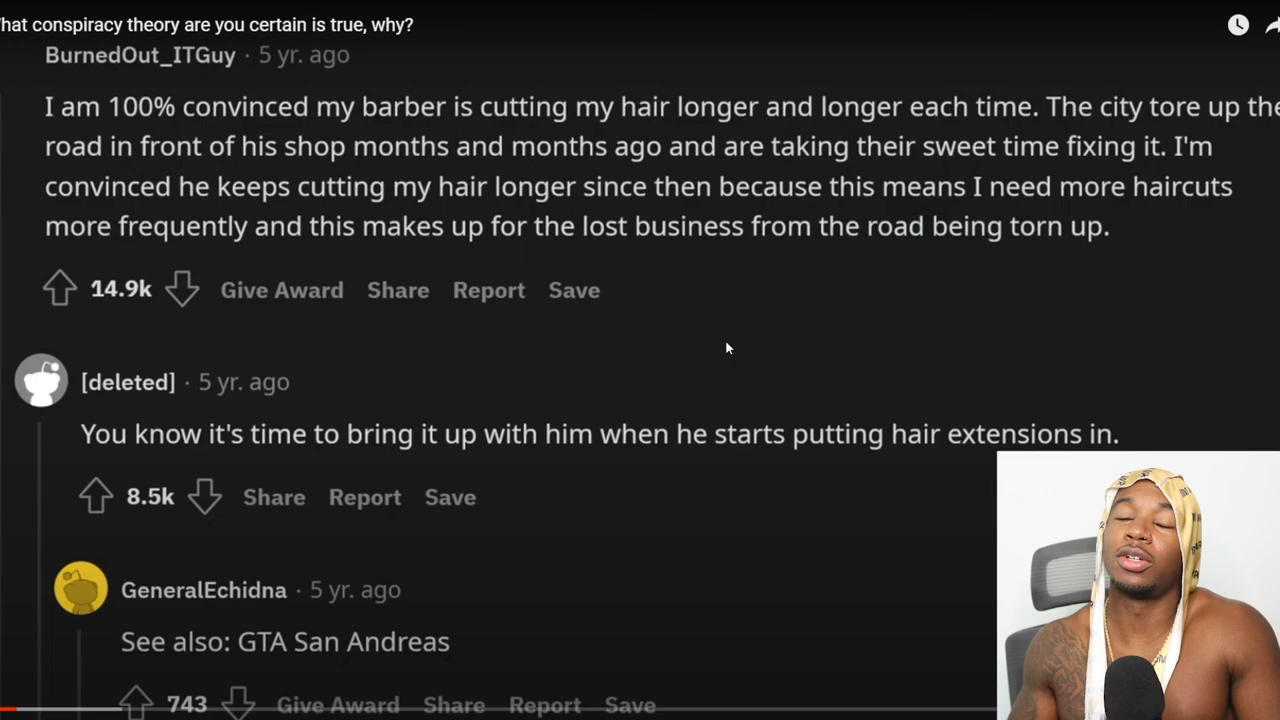 hat conspiracy theory are you certain is true, why?
BurnedOut_ITGuy · 5 yr. ago
I am 100% convinced my barber is cutting my hair longer and longer each time. The city tore up the
road in front of his shop months and months ago and are taking their sweet time fixing it. I'm
convinced he keeps cutting my hair longer since then because this means I need more haircuts
more frequently and this makes up for the lost business from the road being torn up.
14.9k Give Award Share Report Save
[deleted] · 5 yr. ago
You know it's time to bring it up with him when he starts putting hair extensions in.
8.5k Share Report Save
GeneralEchidna · 5 yr. ago
See also: GTA San Andreas
743 Give Award Share Report Save